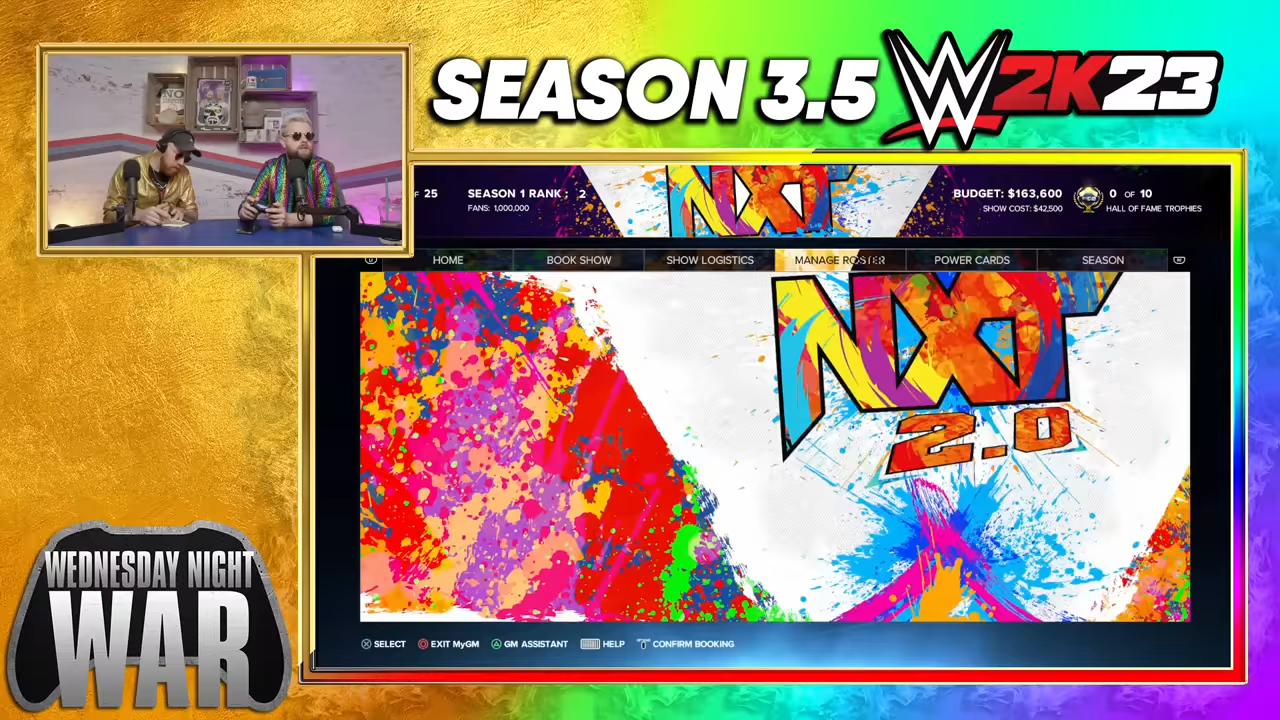 SEASON 3.5 W 2K23
F 25
SEASON 1 RANK : 2
FANS: 1,000,000
NXT
BUDGET: $163,600
SHOW COST: $42,500
0 OF 10
HALL OF FAME TROPHIES
HOME
BOOK SHOW
SHOW LOGISTICS
MANAGE ROSTER
POWER CARDS
SEASON
NXT
2.0
SELECT
EXIT MyGM
GM ASSISTANT
HELP
CONFIRM BOOKING
WEDNESDAY NIGHT
WAR